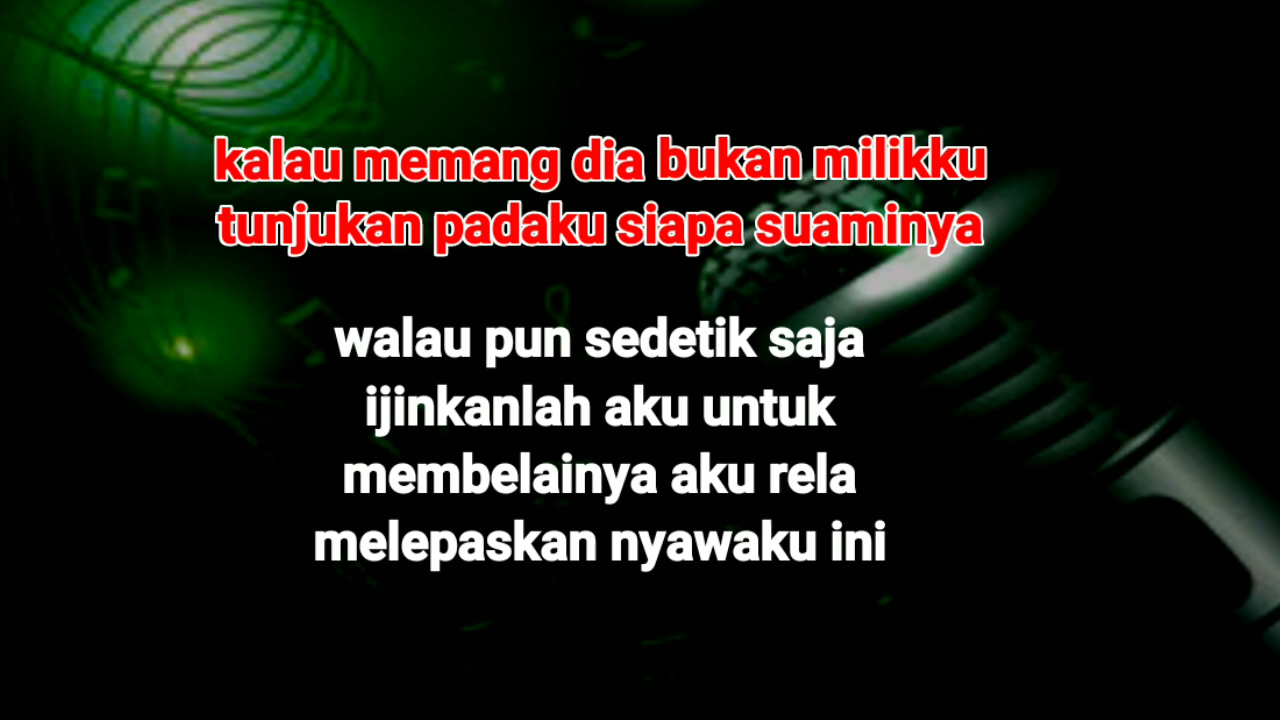 kalau memang dia bukan milikku
tunjukan padaku siapa suaminya
walau pun sedetik saja
ijinkanlah aku untuk
membelainya aku rela
melepaskan nyawaku ini